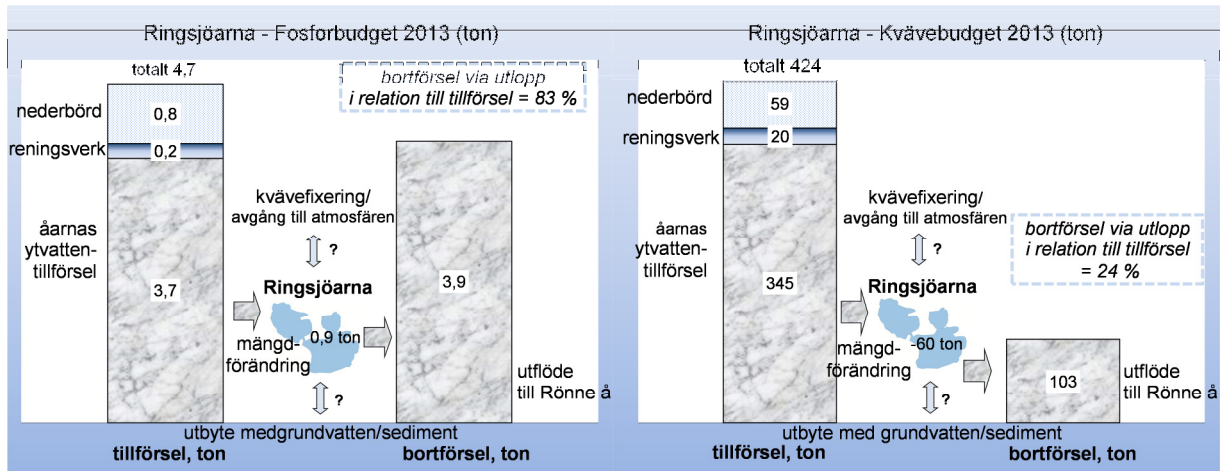 Ringsjöarna - Fosforbudget 2013 (ton)
totalt 4,7
bortförsel via utlopp
i relation till tillförsel = 83 %
nederbörd
0,8
reningsverk
0,2
åarnas
ytvatten-
tillförsel
3,7
kvävefixering/
avgång till atmosfären
?
Ringsjöarna
0,9 ton
mängd-
förändring
?
3,9
utflöde
till Rönne å
utbyte medgrundvatten/sediment
tillförsel, ton
bortförsel, ton
Ringsjöarna - Kvävebudget 2013 (ton)
totalt 424
nederbörd
59
reningsverk
20
åarnas
ytvatten-
tillförsel
345
kvävefixering/
avgång till atmosfären
?
bortförsel via utlopp
i relation till tillförsel
= 24 %
Ringsjöarna
-60 ton
mängd-
förändring
?
103
utflöde
till Rönne å
utbyte med grundvatten/sediment
tillförsel, ton
bortförsel, ton